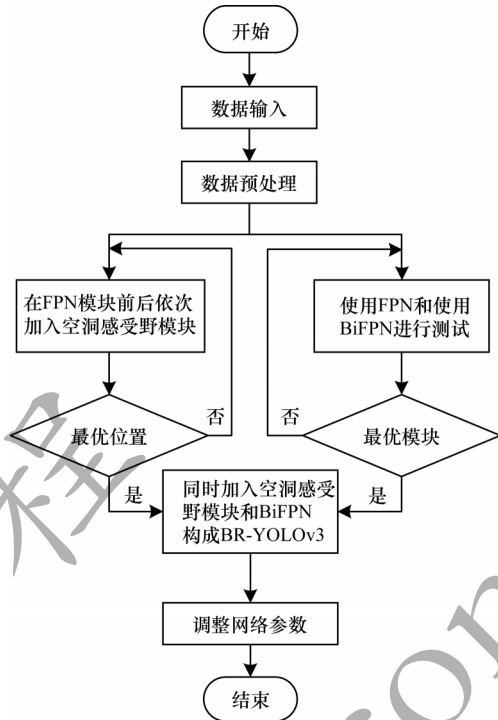 开始
数据输入
数据预处理
在FPN模块前后依次
加入空洞感受野模块
使用FPN和使用
BiFPN进行测试
最优位置
否
否
最优模块
是
同时加入空洞感受
野模块和BiFPN
构成BR-YOLOv3
是
调整网络参数
结束
程
son